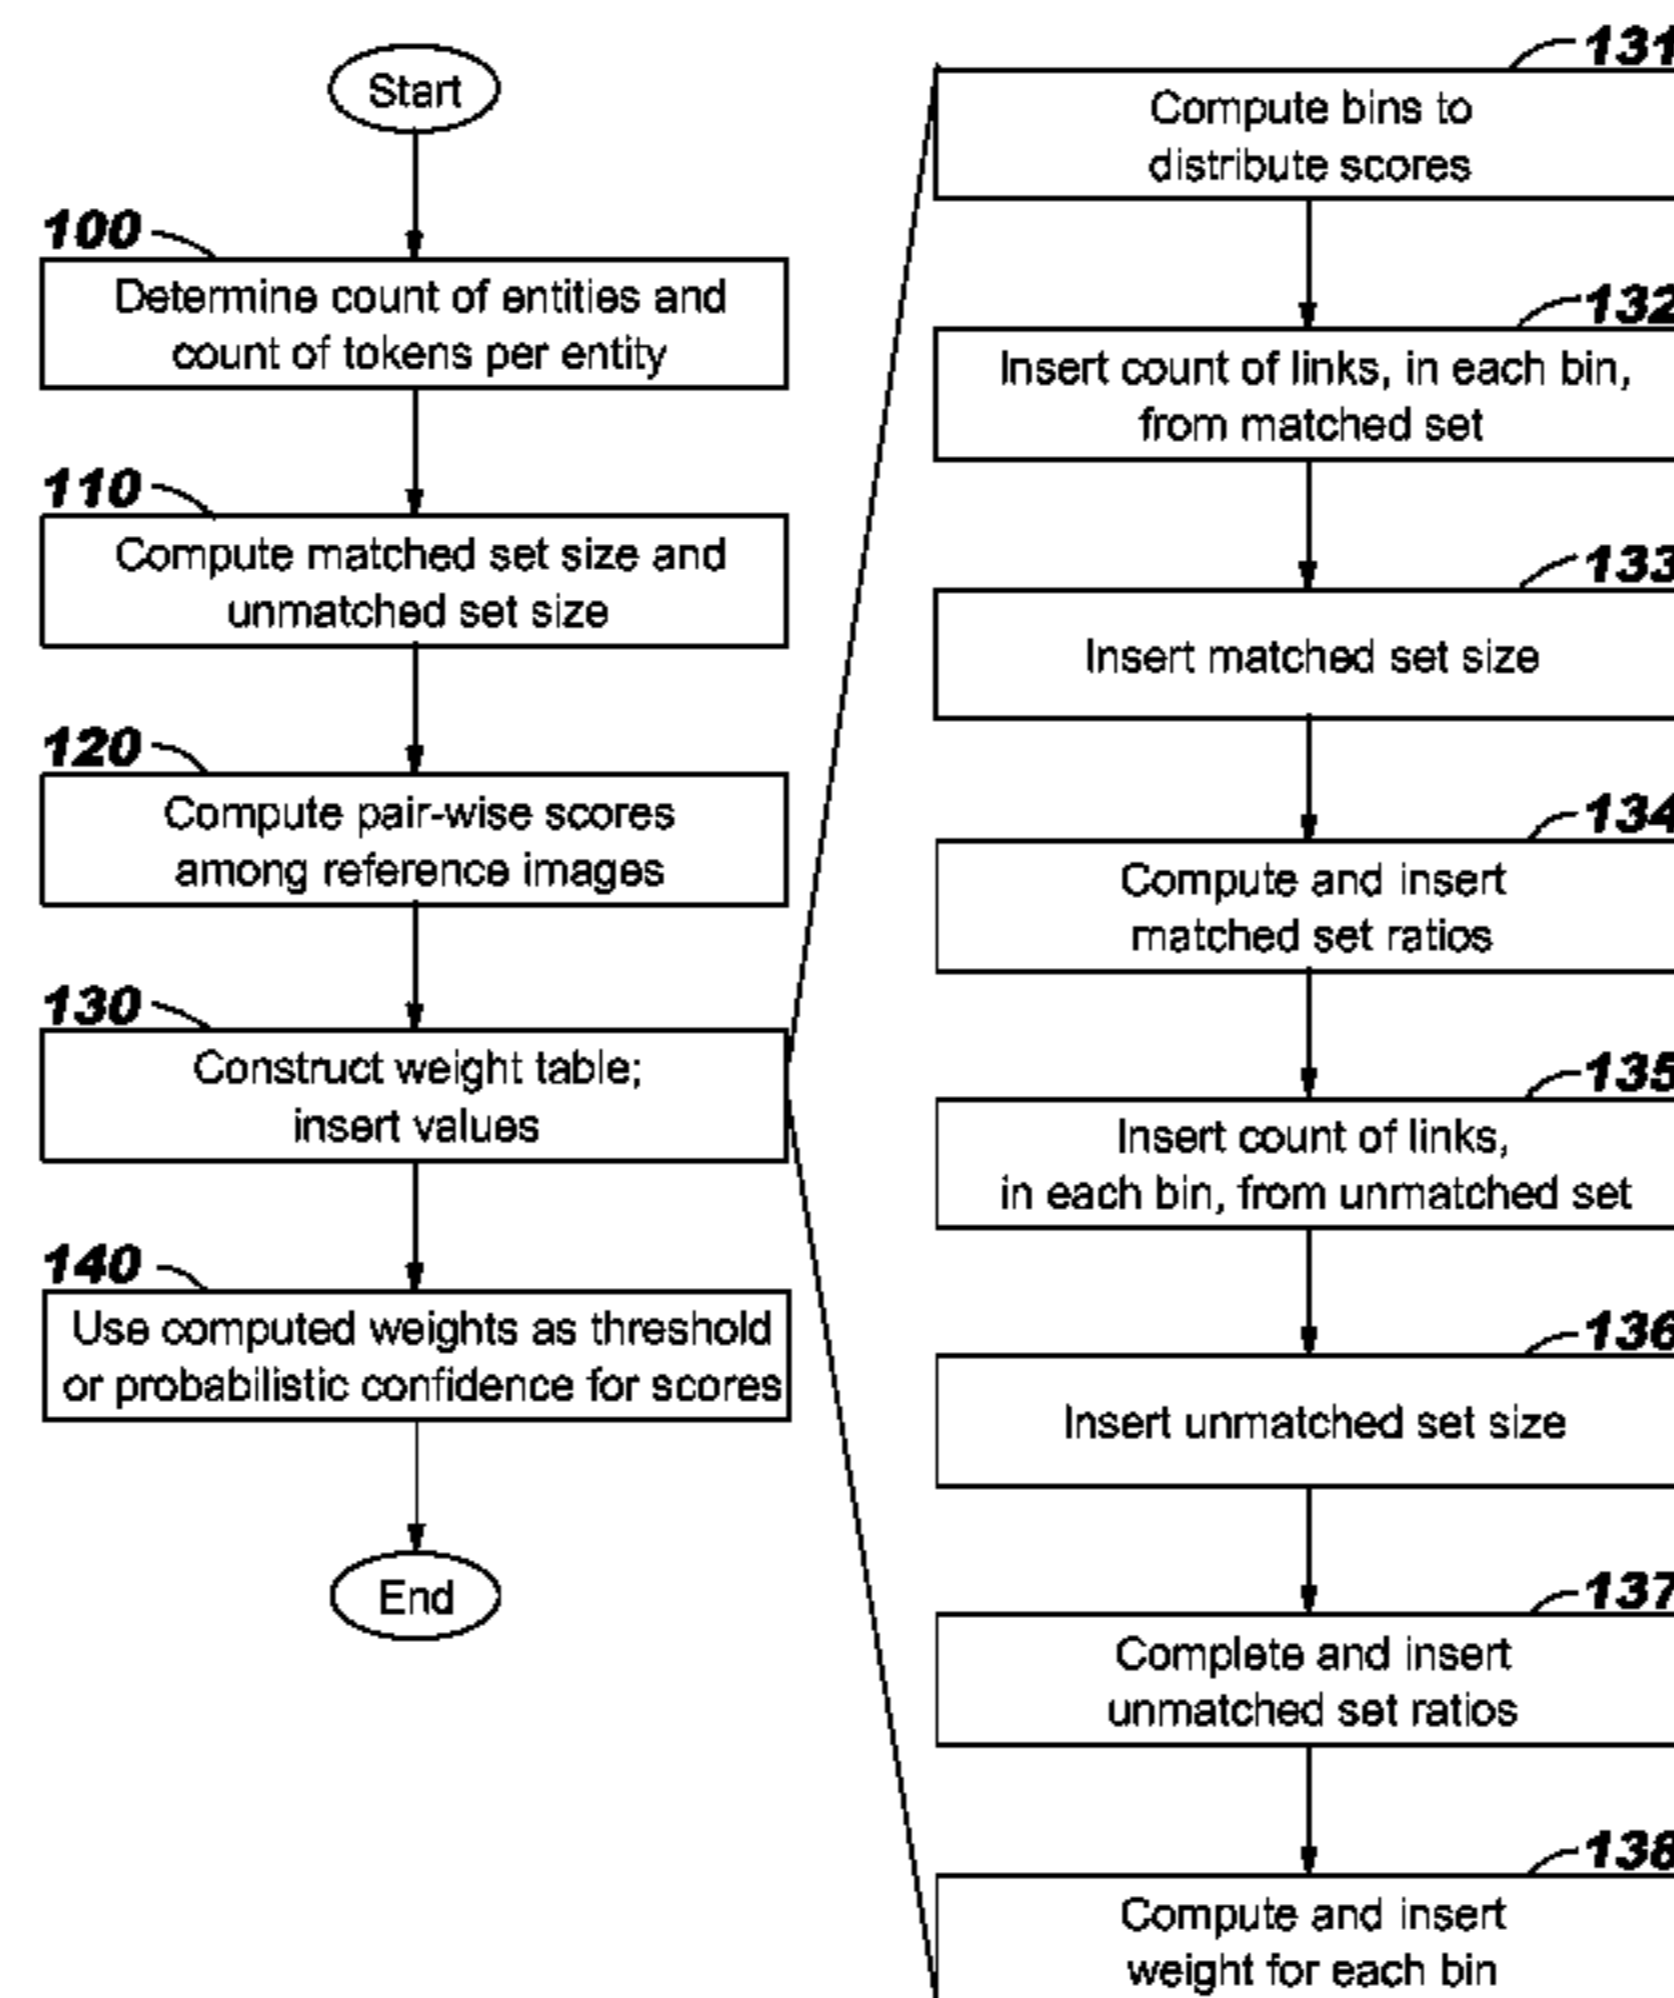 Start
100
Determine count of entities and
count of tokens per entity
110
Compute matched set size and
unmatched set size
120
Compute pair-wise scores
among reference images
130
Construct weight table;
insert values
140
Use computed weights as threshold
or probabilistic confidence for scores
End
131
Compute bins to
distribute scores
132
Insert count of links, in each bin,
from matched set
133
Insert matched set size
134
Compute and insert
matched set ratios
135
Insert count of links,
in each bin, from unmatched set
136
Insert unmatched set size
137
Complete and insert
unmatched set ratios
138
Compute and insert
weight for each bin